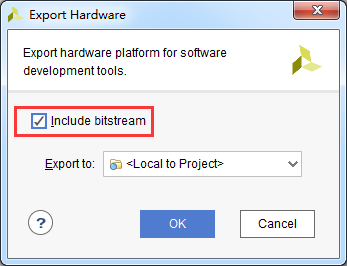 Export Hardware
Export hardware platform for software
development tools.
Include bitstream
Export to: <Local to Project>
?
OK Cancel